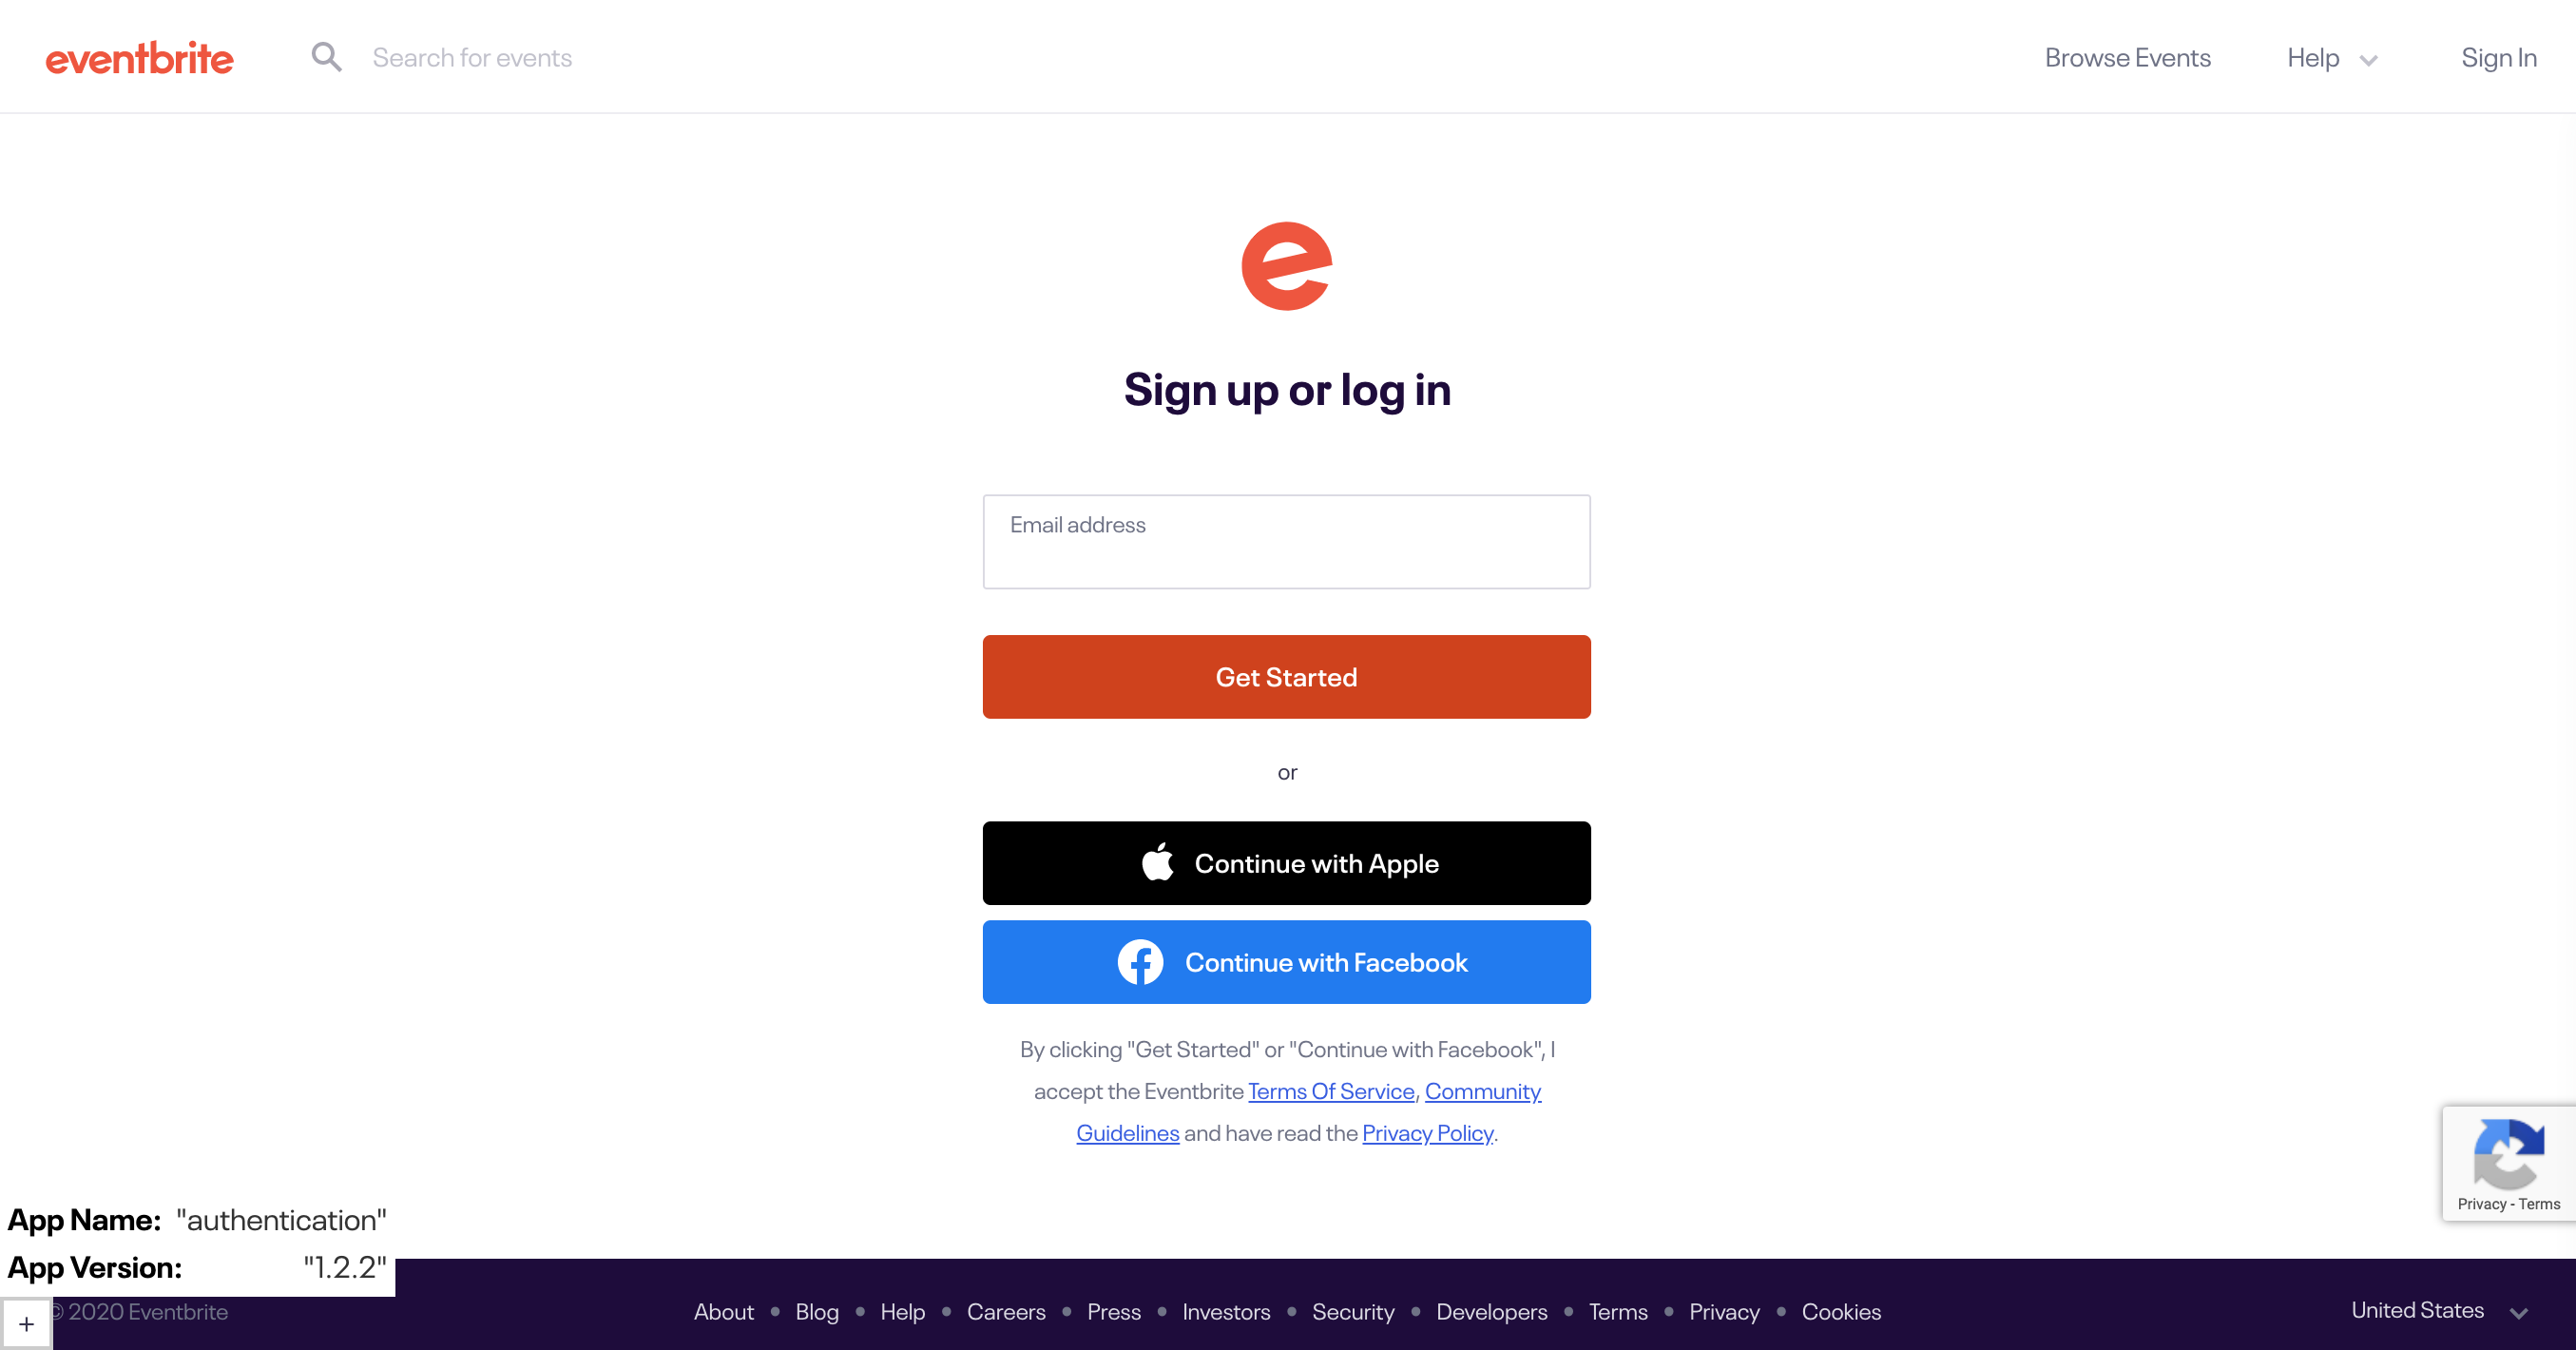 eventbrite
Search for events
Browse Events
Help
Sign In
Sign up or log in
Email address
Get Started
or
Continue with Apple
Continue with Facebook
By clicking "Get Started" or "Continue with Facebook", I
accept the Eventbrite Terms Of Service, Community
Guidelines and have read the Privacy Policy.
Privacy - Terms
App Name: "authentication"
App Version: "1.2.2"
+
© 2020 Eventbrite
About • Blog • Help • Careers • Press • Investors • Security • Developers • Terms • Privacy • Cookies
United States